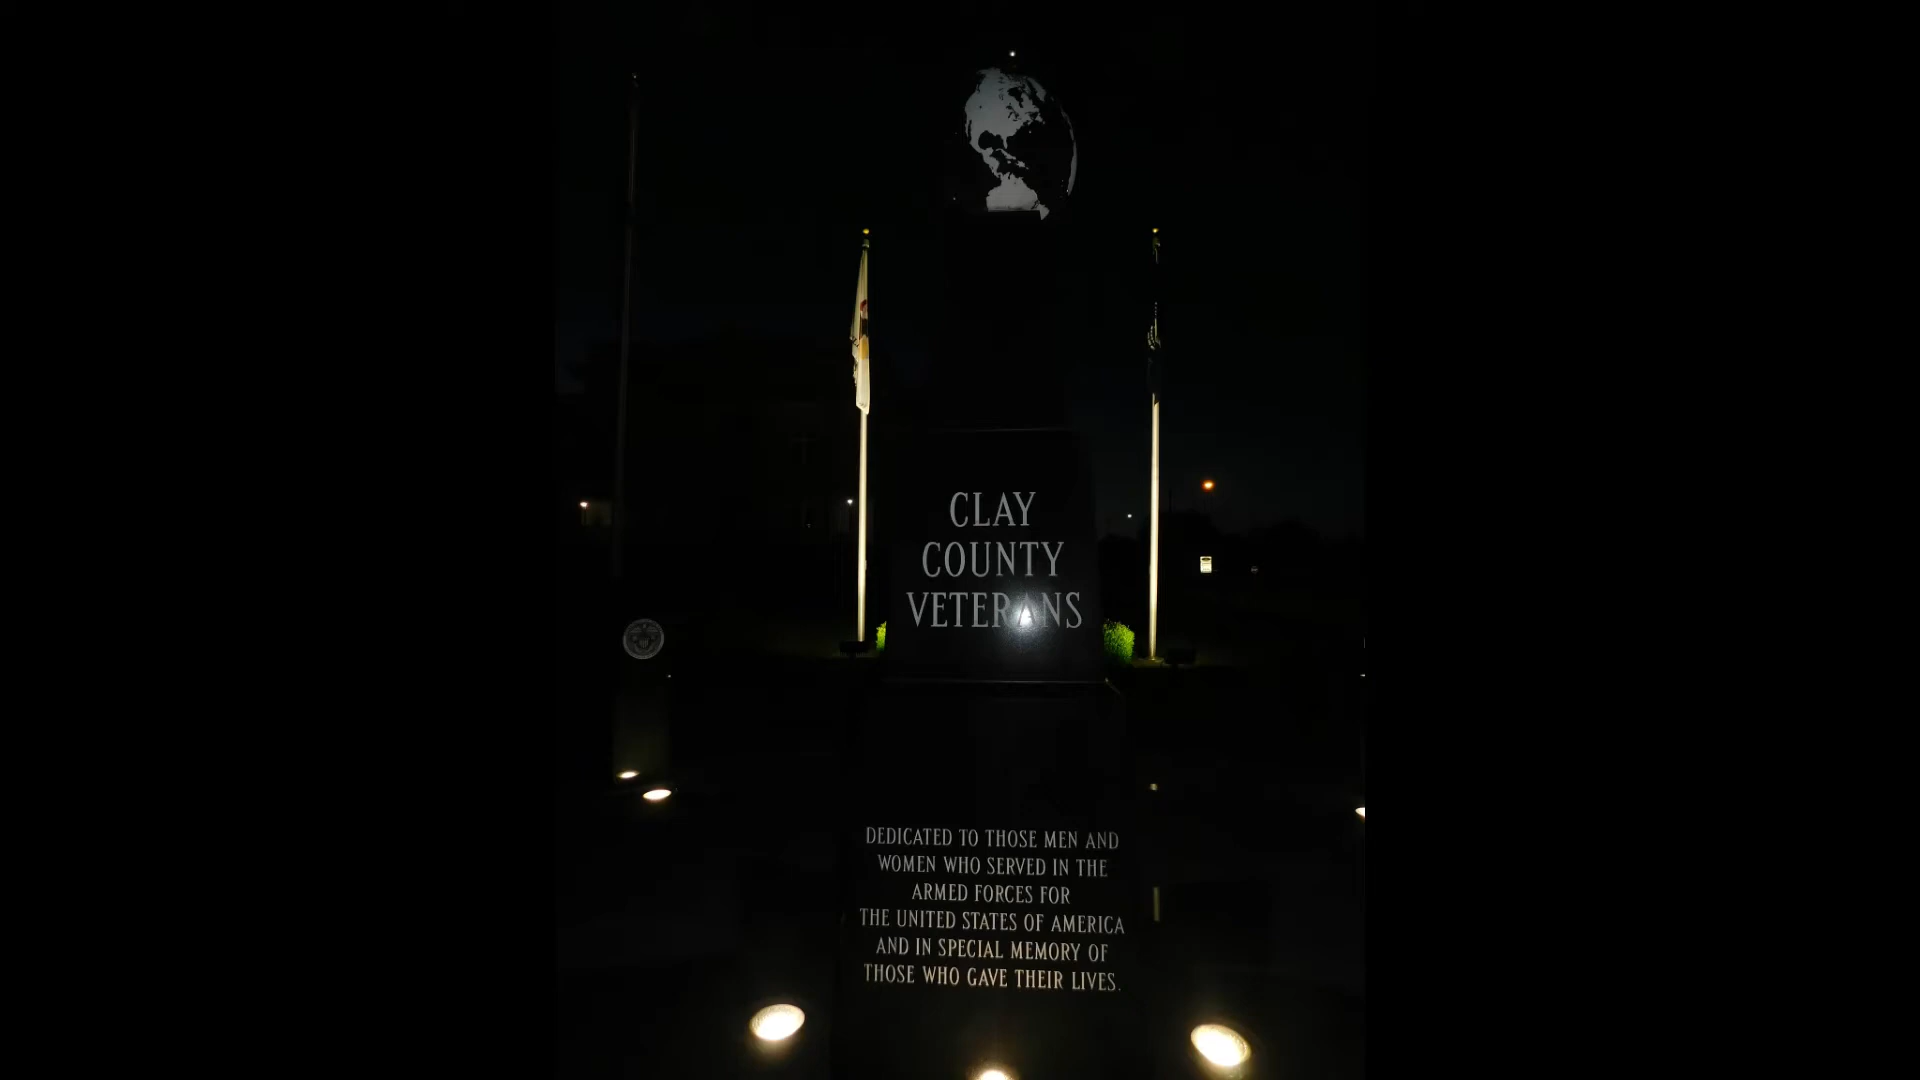 CLAY
COUNTY
VETERANS
DEDICATED TO THOSE MEN AND
WOMEN WHO SERVED IN THE
ARMED FORCES FOR
THE UNITED STATES OF AMERICA
AND IN SPECIAL MEMORY OF
THOSE WHO GAVE THEIR LIVES.